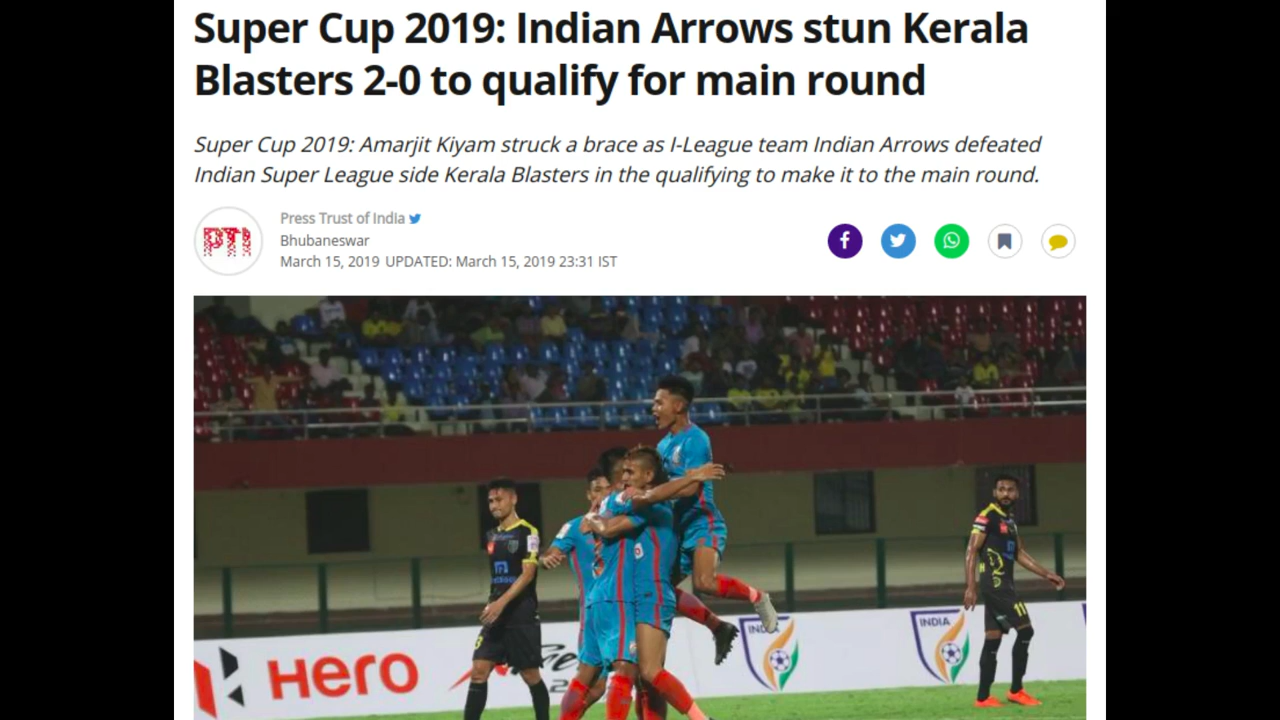 Super Cup 2019: Indian Arrows stun Kerala
Blasters 2-0 to qualify for main round
Super Cup 2019: Amarjit Kiyam struck a brace as I-League team Indian Arrows defeated
Indian Super League side Kerala Blasters in the qualifying to make it to the main round.
PTI
Press Trust of India
Bhubaneswar
March 15, 2019 UPDATED: March 15, 2019 23:31 IST
11
INDIA
INDIA
Hero